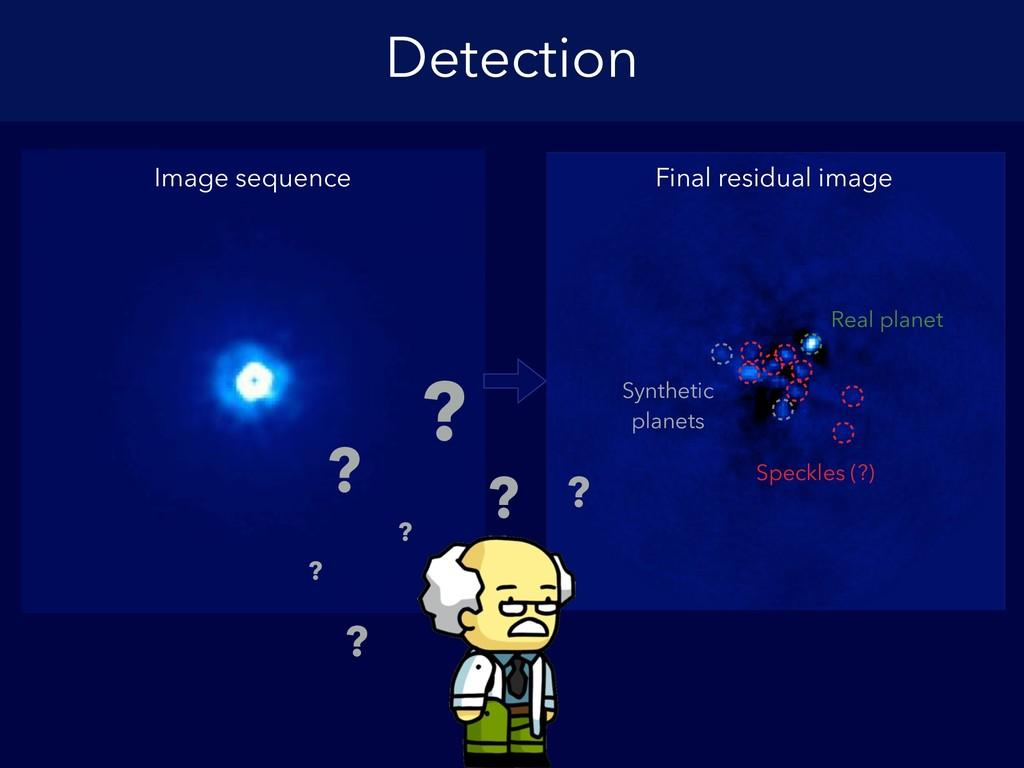 Detection
Image sequence
Final residual image
Real planet
Synthetic
planets
Speckles (?)
?
?
?
?
?
?
?